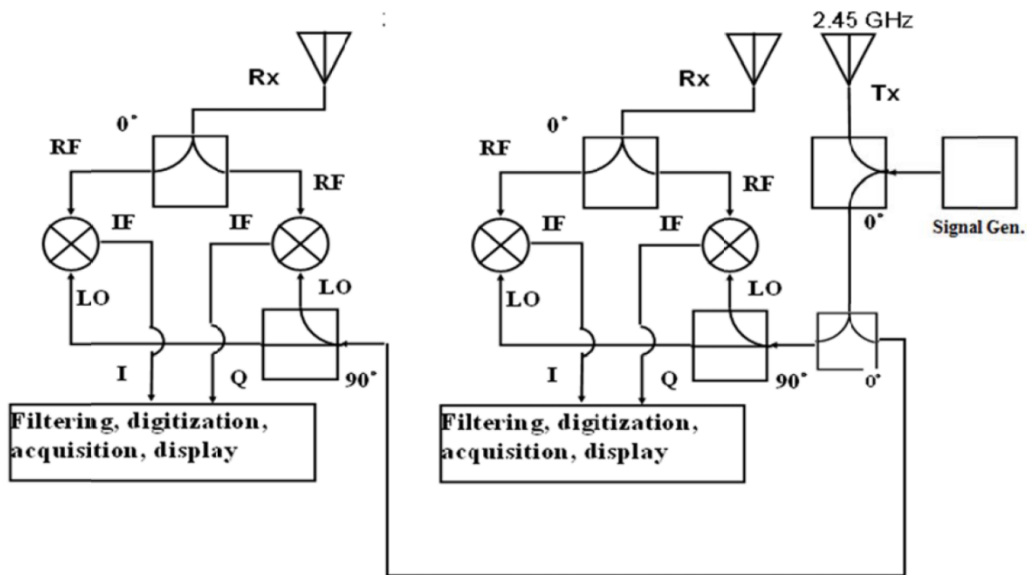 :
2.45 GHz
Rx
Rx
Tx
0°
0°
RF
RF
RF
RF
IF
IF
IF
IF
0°
Signal Gen.
LO
LO
LO
LO
I
Q
90°
I
Q
90°
0°
Filtering, digitization,
acquisition, display
Filtering, digitization,
acquisition, display